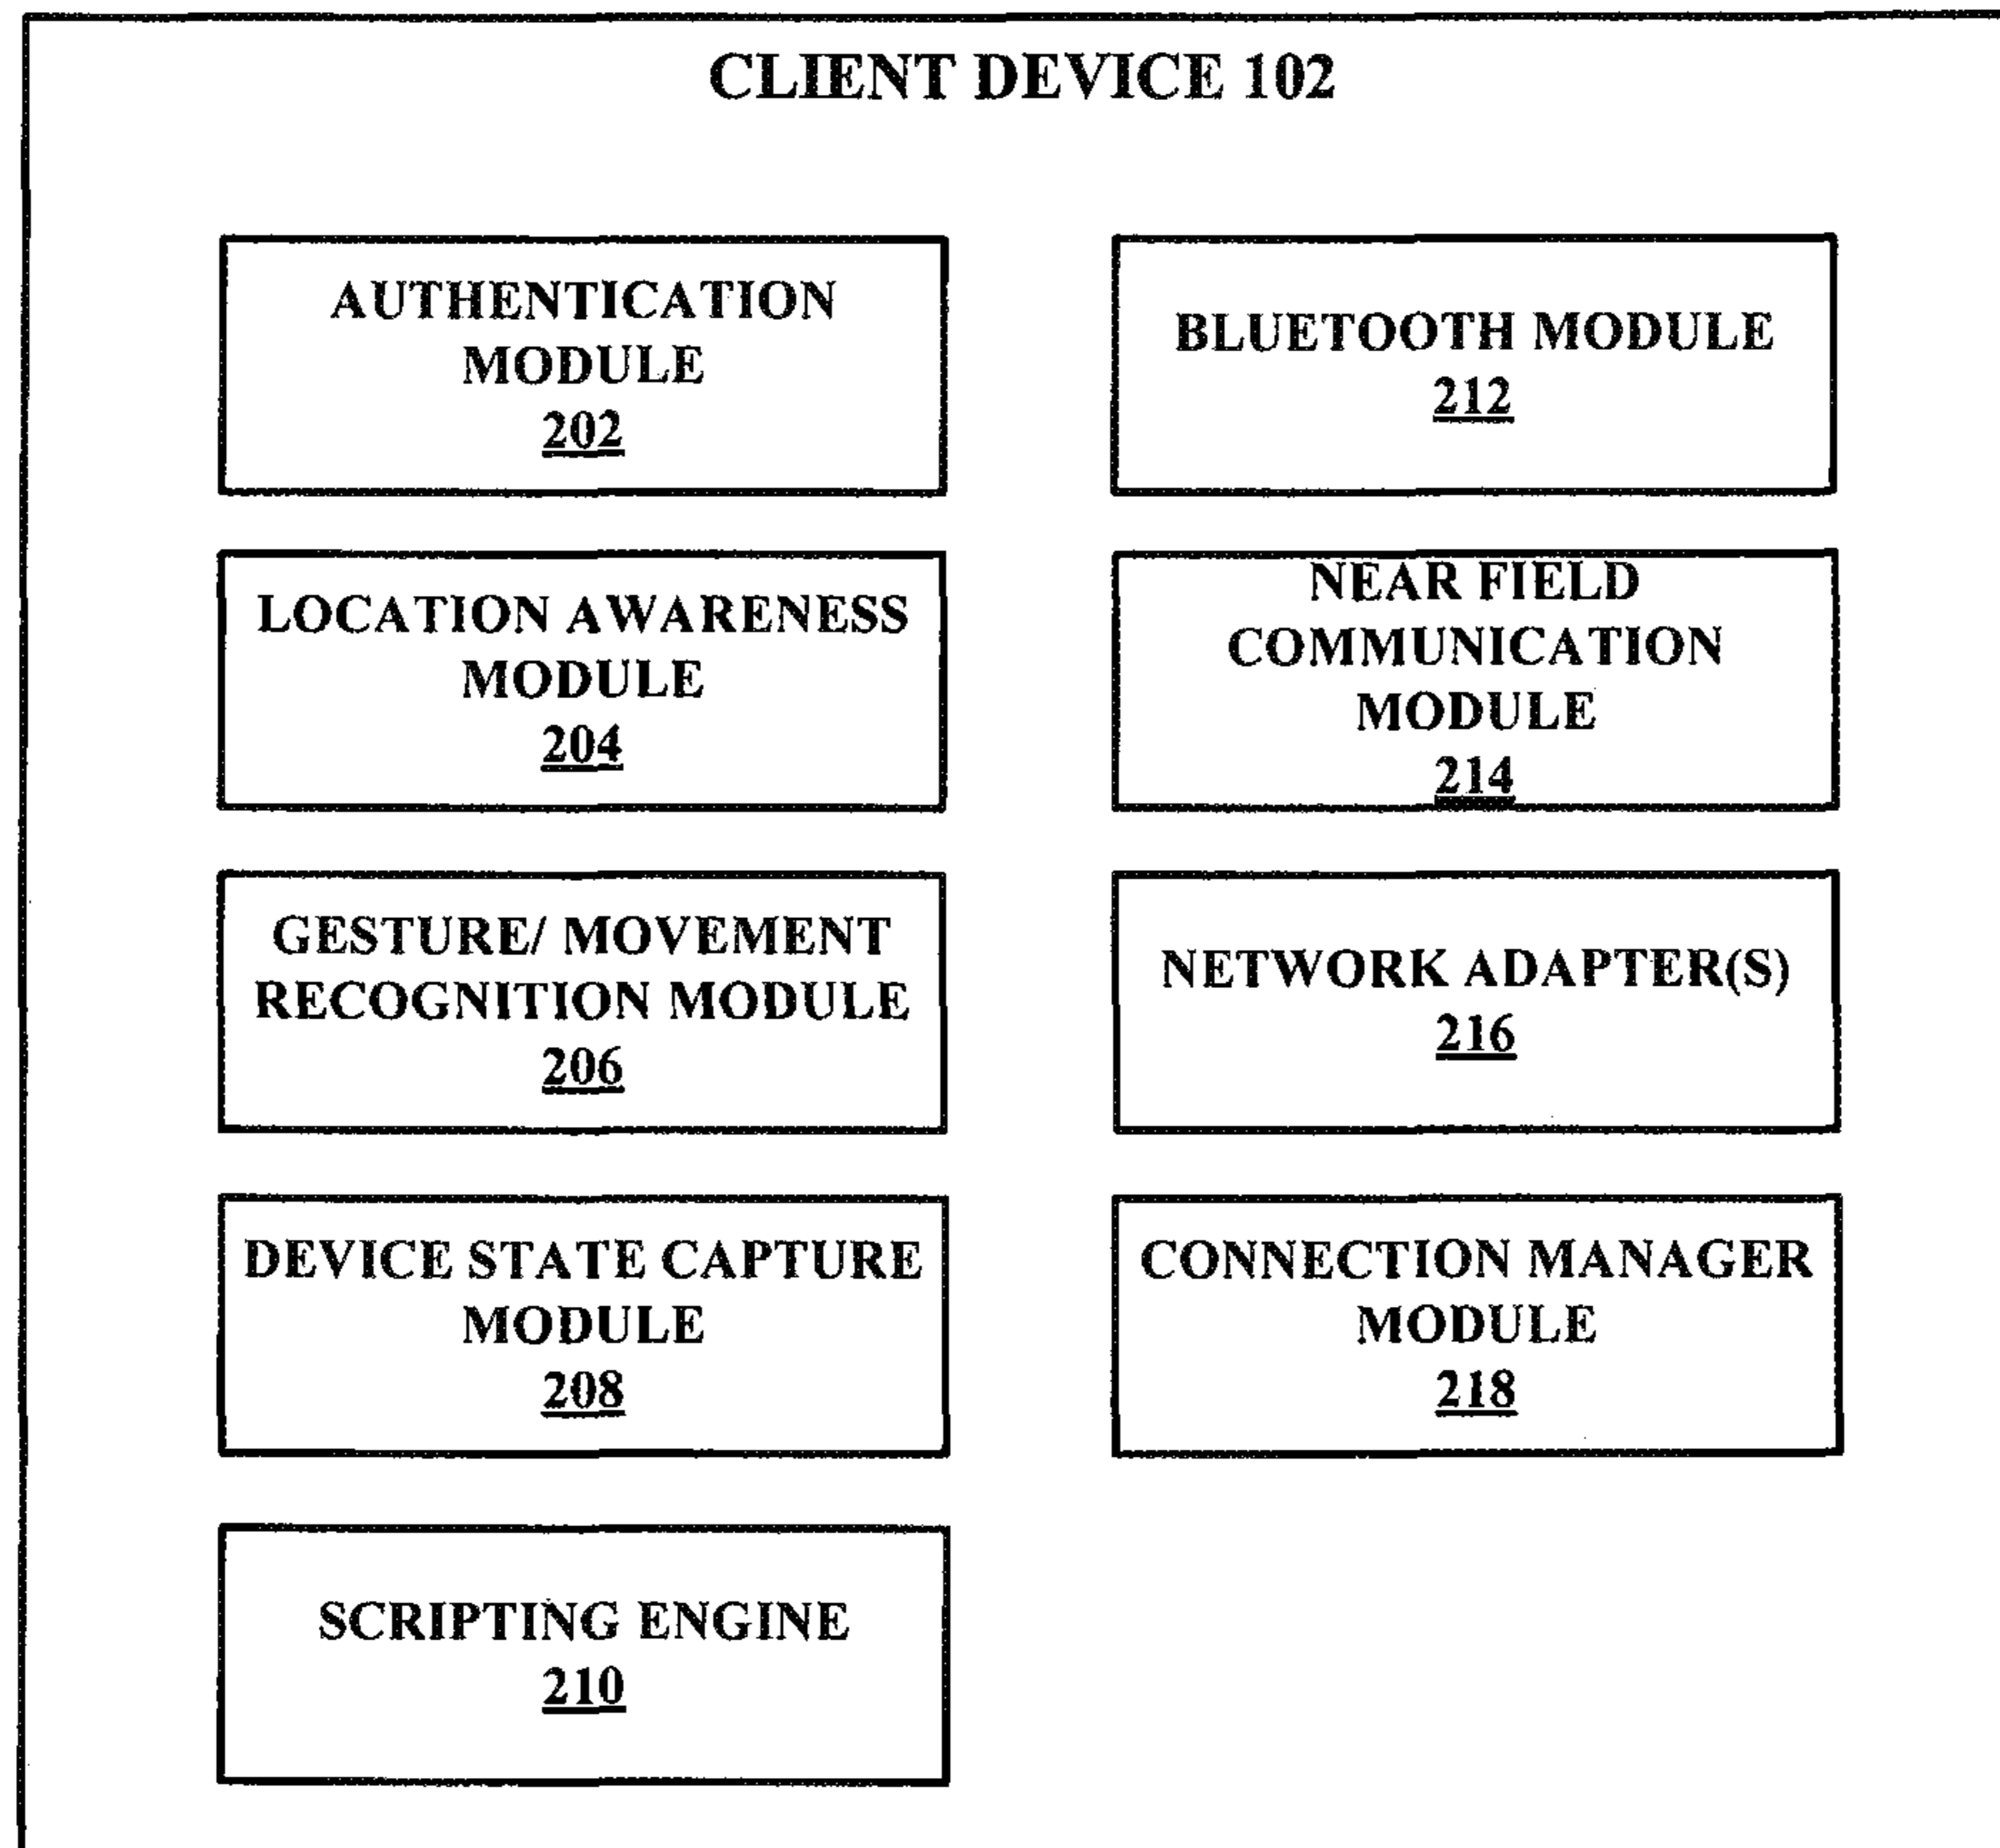 CLIENT DEVICE 102
AUTHENTICATION
MODULE
202
LOCATION AWARENESS
MODULE
204
GESTURE/ MOVEMENT
RECOGNITION MODULE
206
DEVICE STATE CAPTURE
MODULE
208
SCRIPTING ENGINE
210
BLUETOOTH MODULE
212
NEAR FIELD
COMMUNICATION
MODULE
214
NETWORK ADAPTER(S)
216
CONNECTION MANAGER
MODULE
218